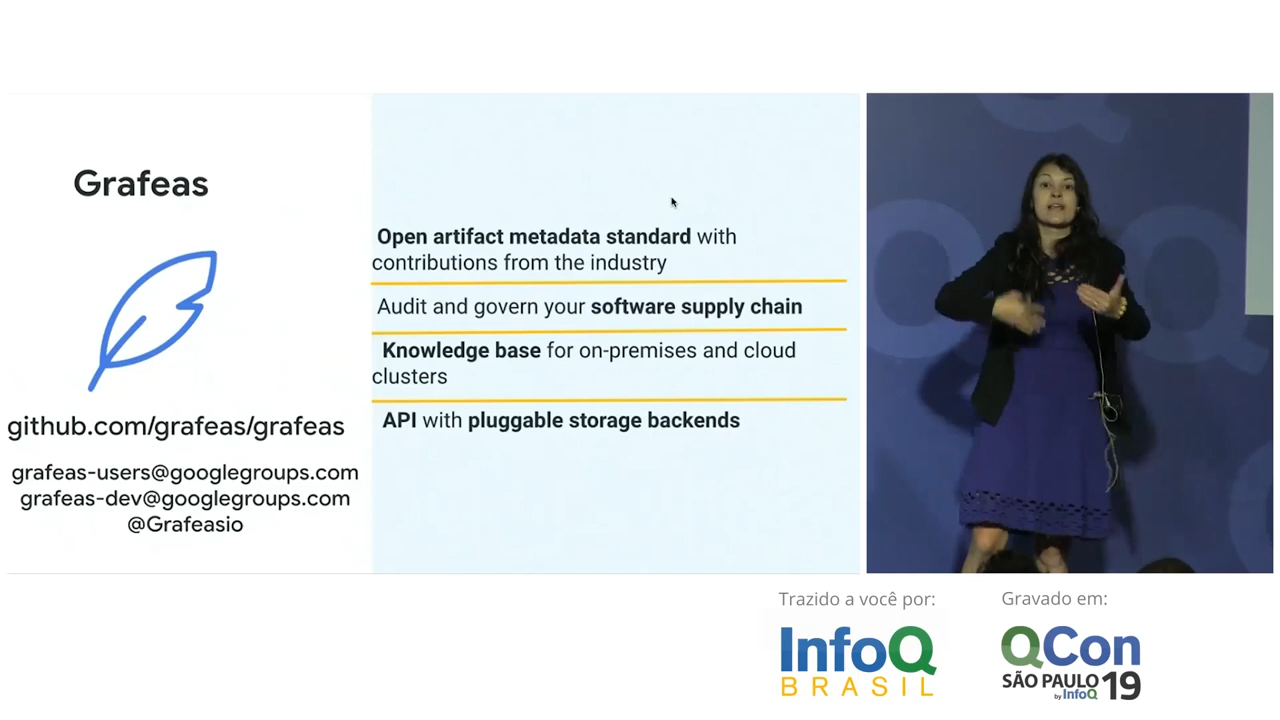 Grafeas
github.com/grafeas/grafeas
grafeas-users@googlegroups.com
grafeas-dev@googlegroups.com
@Grafeasio
Open artifact metadata standard with
contributions from the industry
Audit and govern your software supply chain
Knowledge base for on-premises and cloud
clusters
API with pluggable storage backends
Trazido a você por:
InfoQ
BRASIL
Gravado em:
QCon
SÃO PAULO 19
by InfoQ